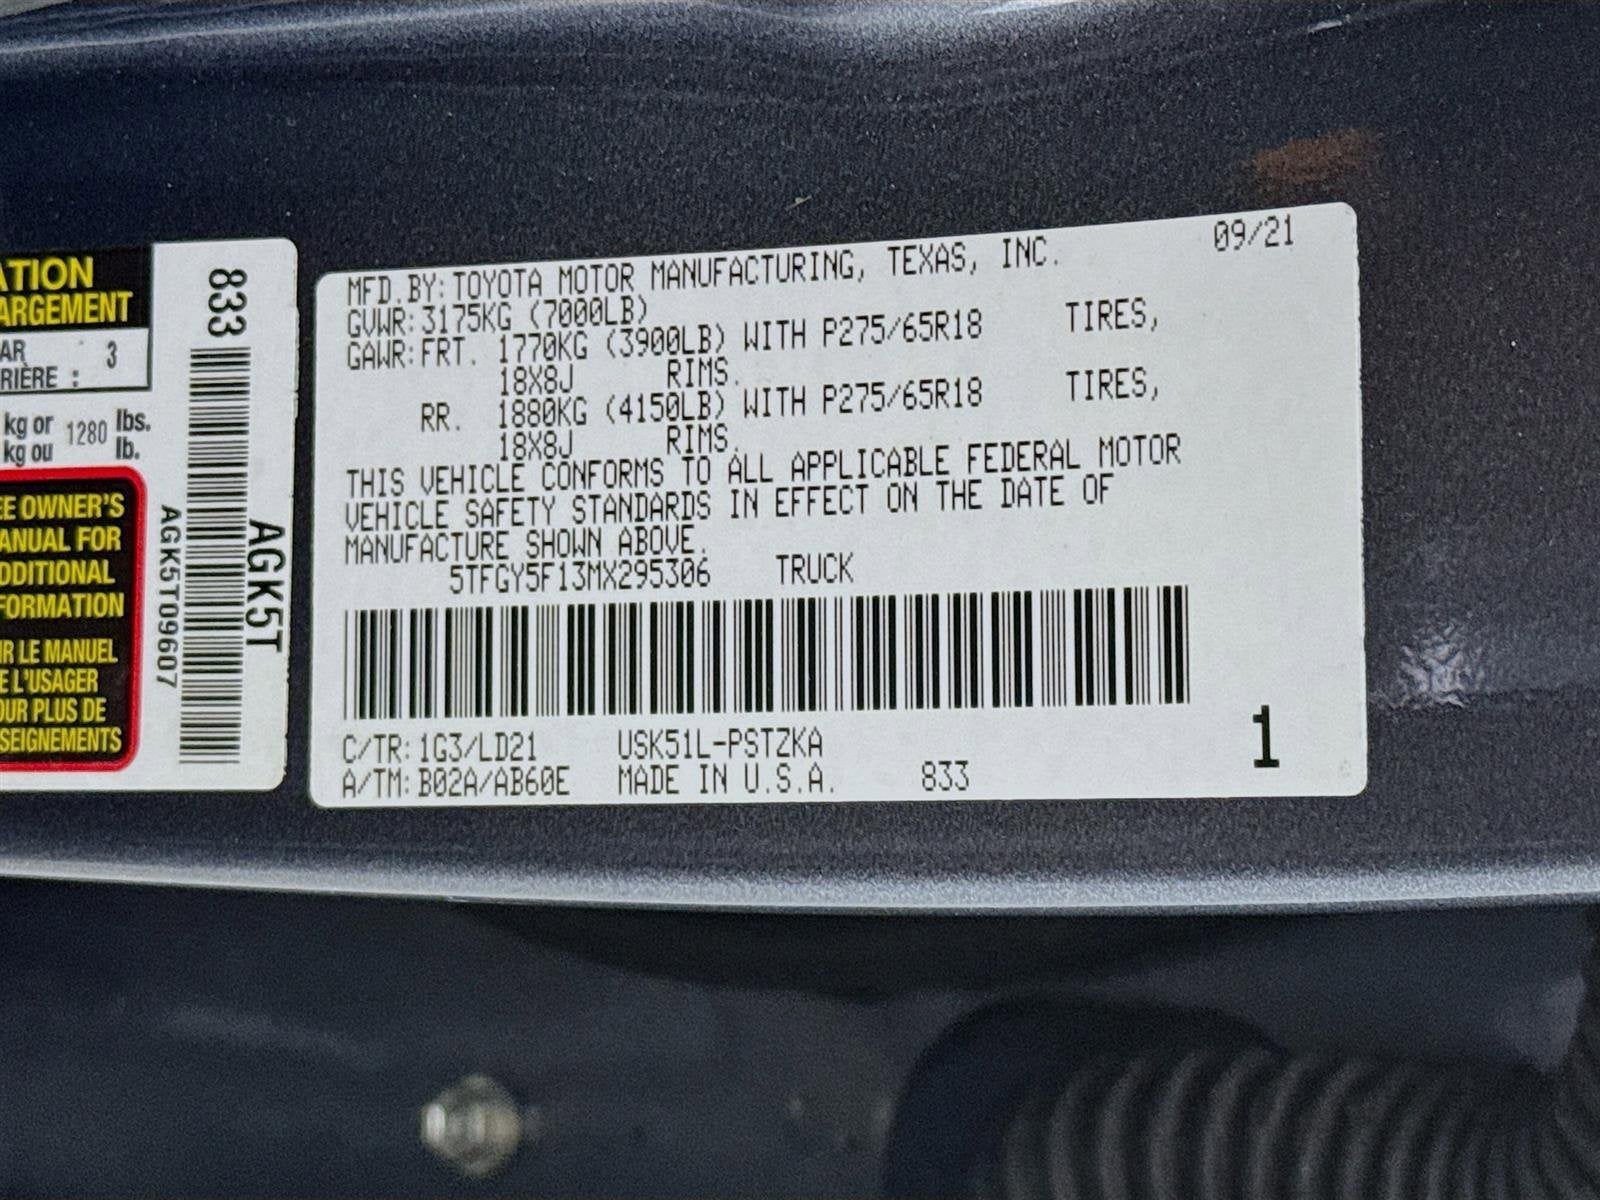 ATION
ARGEMENT
AR
RIÈRE : 3
kg or 1280 lbs.
kg ou lb.
EE OWNER'S
ANUAL FOR
DDITIONAL
FORMATION
IR LE MANUEL
E L'USAGER
OUR PLUS DE
SEIGNEMENTS
833
AGK5T
AGK5T09607
MFD.BY:TOYOTA MOTOR MANUFACTURING, TEXAS, INC. 09/21
GVWR:3175KG (7000LB)
GAWR:FRT. 1770KG (3900LB) WITH P275/65R18 TIRES,
18X8J RIMS.
RR. 1880KG (4150LB) WITH P275/65R18 TIRES,
18X8J RIMS.
THIS VEHICLE CONFORMS TO ALL APPLICABLE FEDERAL MOTOR
VEHICLE SAFETY STANDARDS IN EFFECT ON THE DATE OF
MANUFACTURE SHOWN ABOVE.
5TFGY5F13MX295306 TRUCK
C/TR:1G3/LD21 USK51L-PSTZKA 1
A/TM:B02A/AB60E MADE IN U.S.A. 833